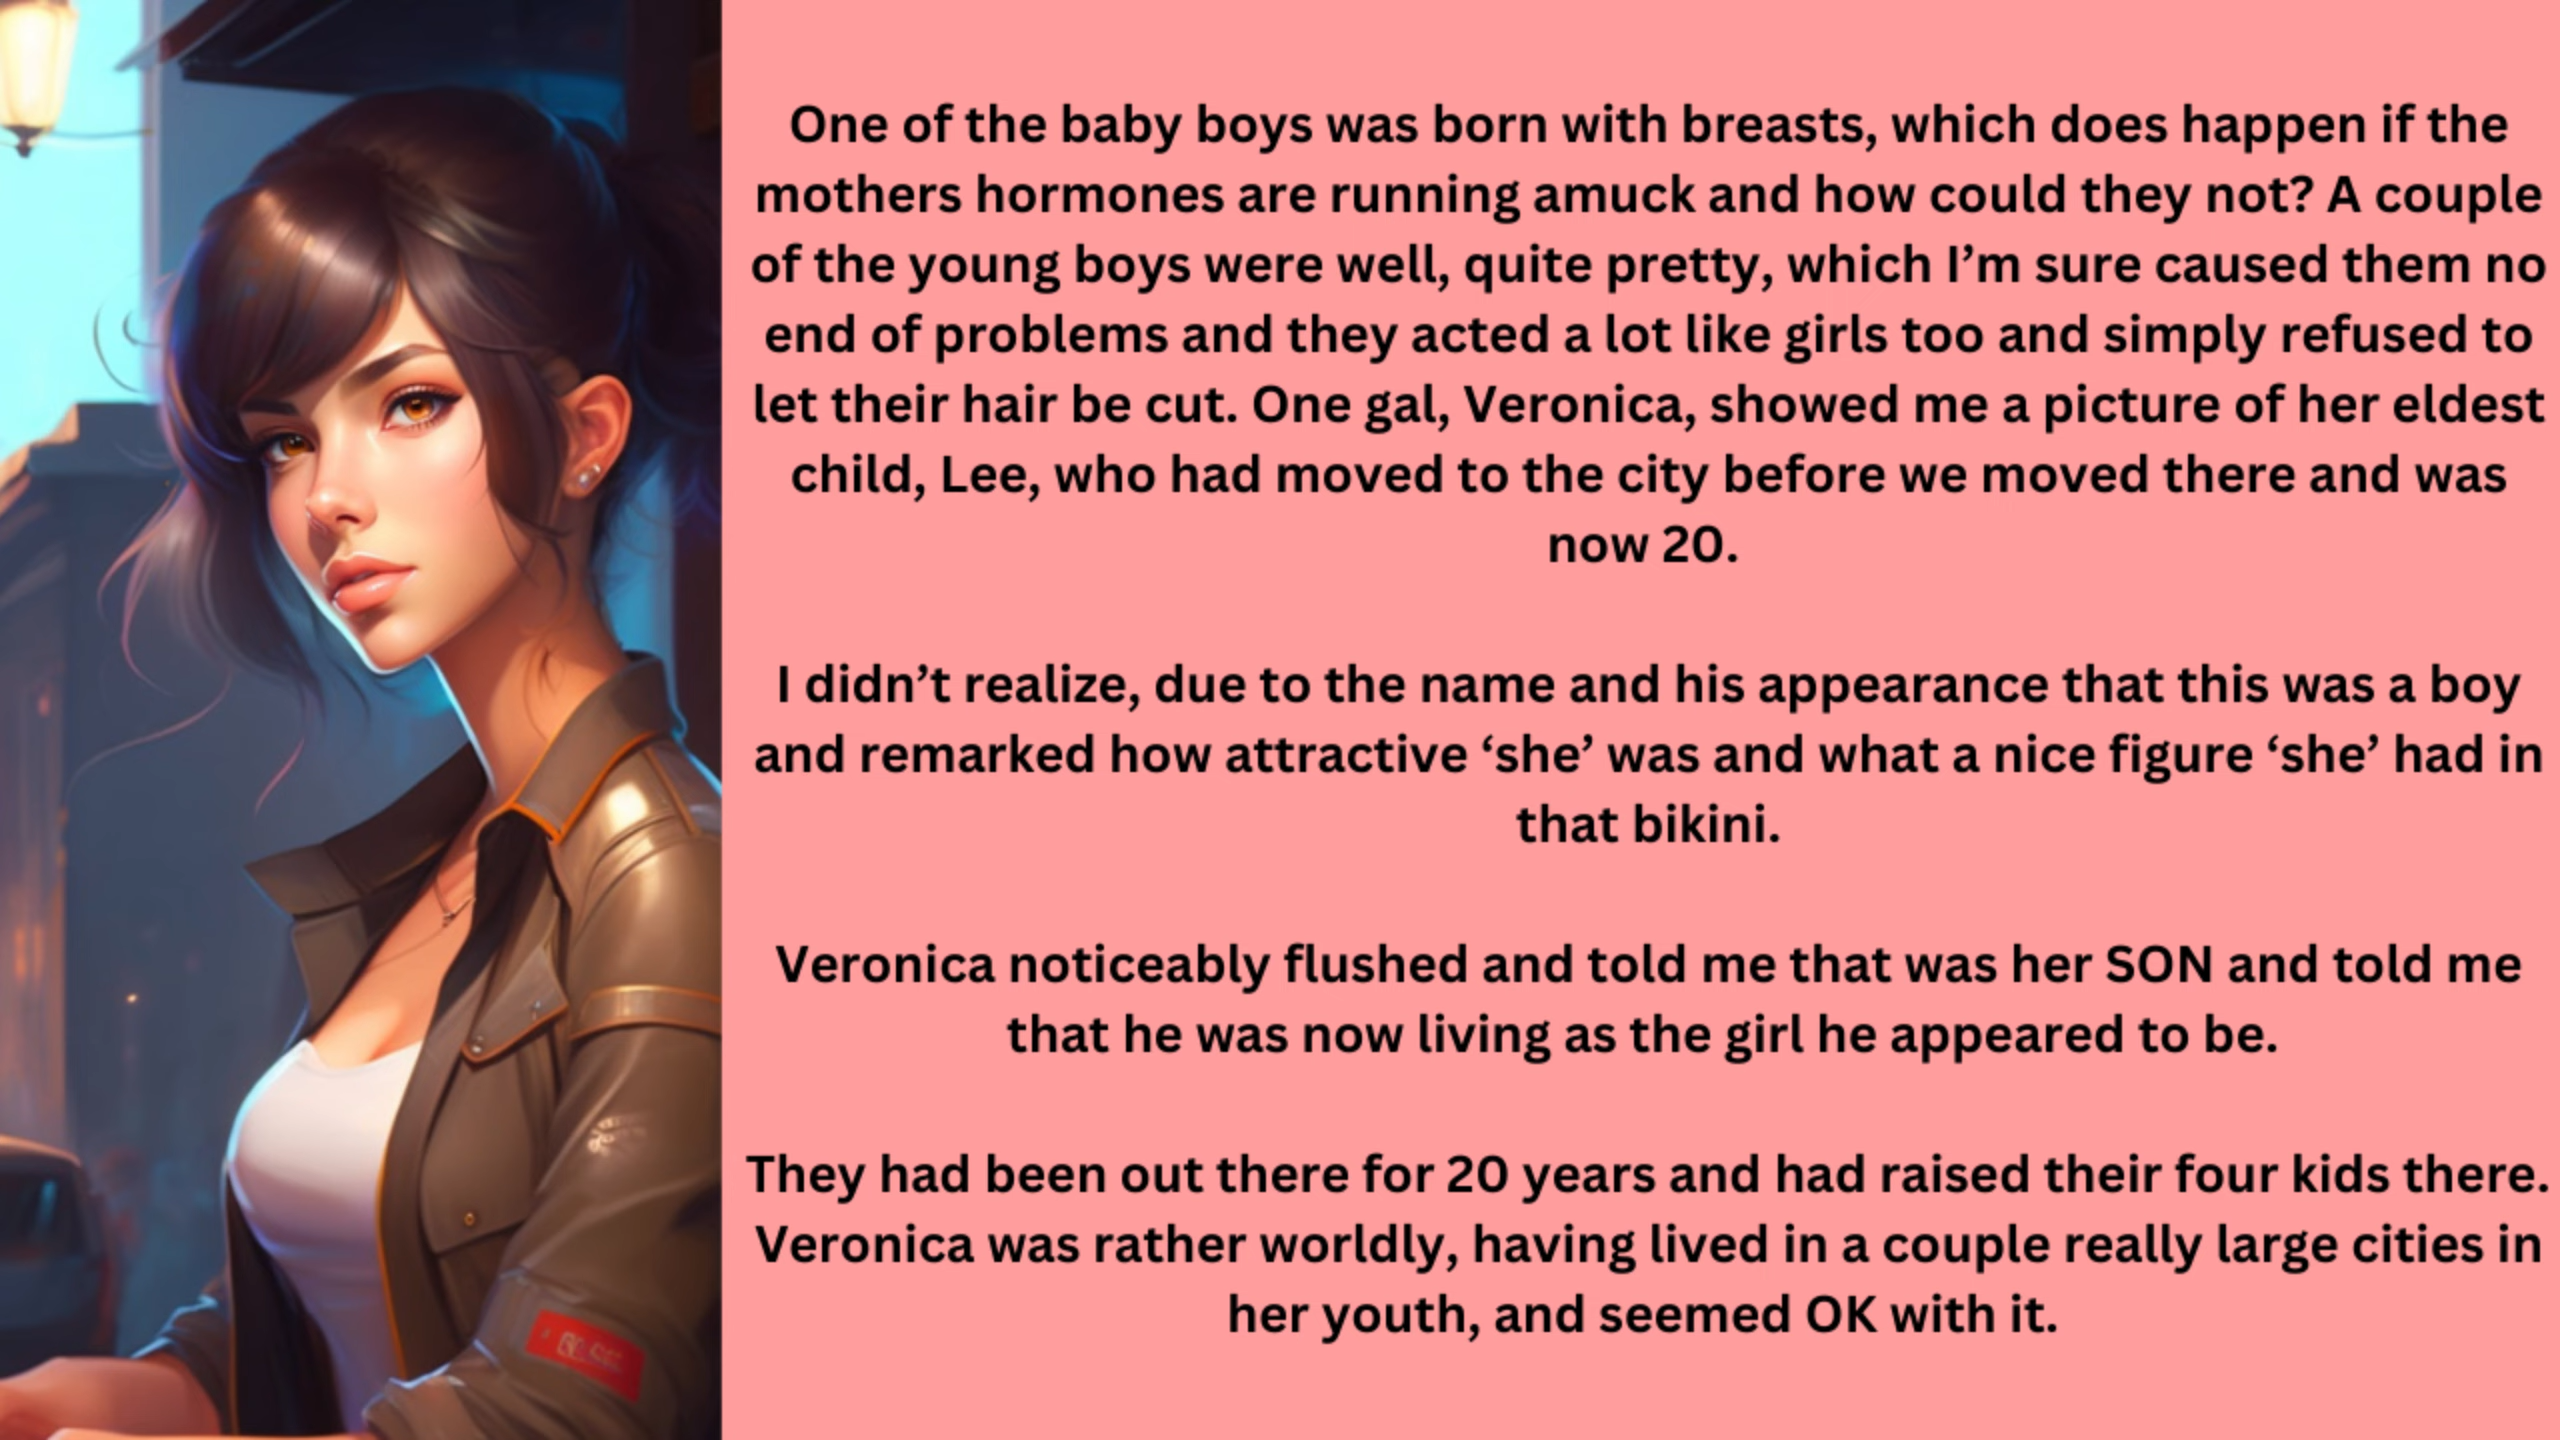 One of the baby boys was born with breasts, which does happen if the
mothers hormones are running amuck and how could they not? A couple
of the young boys were well, quite pretty, which I’m sure caused them no
end of problems and they acted a lot like girls too and simply refused to
let their hair be cut. One gal, Veronica, showed me a picture of her eldest
child, Lee, who had moved to the city before we moved there and was
now 20.
I didn’t realize, due to the name and his appearance that this was a boy
and remarked how attractive ‘she’ was and what a nice figure ‘she’ had in
that bikini.
Veronica noticeably flushed and told me that was her SON and told me
that he was now living as the girl he appeared to be.
They had been out there for 20 years and had raised their four kids there.
Veronica was rather worldly, having lived in a couple really large cities in
her youth, and seemed OK with it.